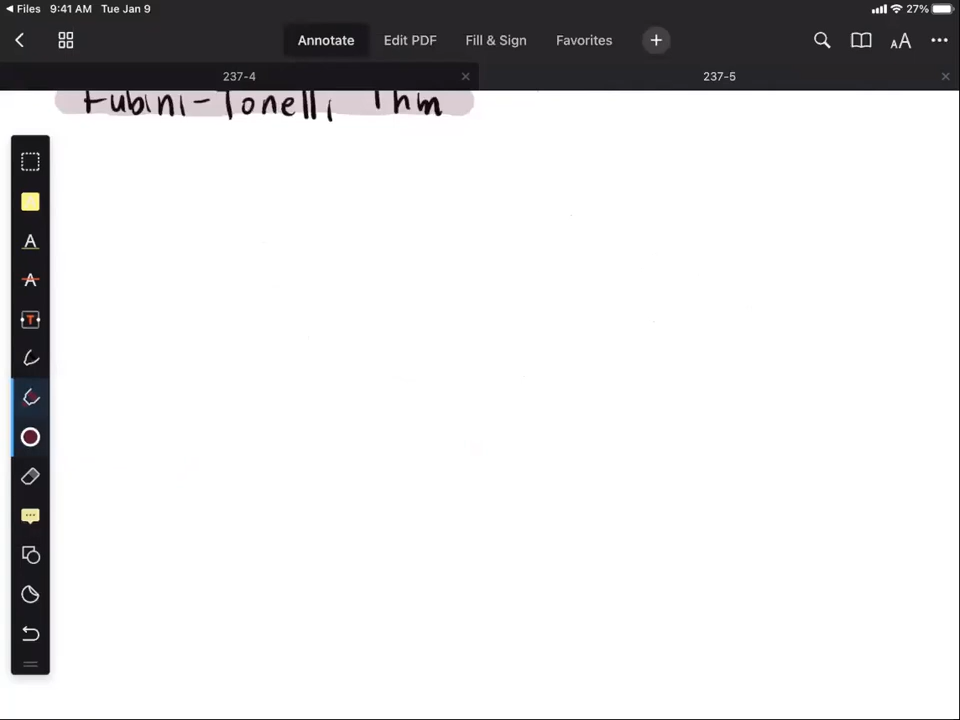 Files 9:41 AM Tue Jan 9 27%
Annotate Edit PDF Fill & Sign Favorites
237-4 237-5
Fubini-Tonelli Thm